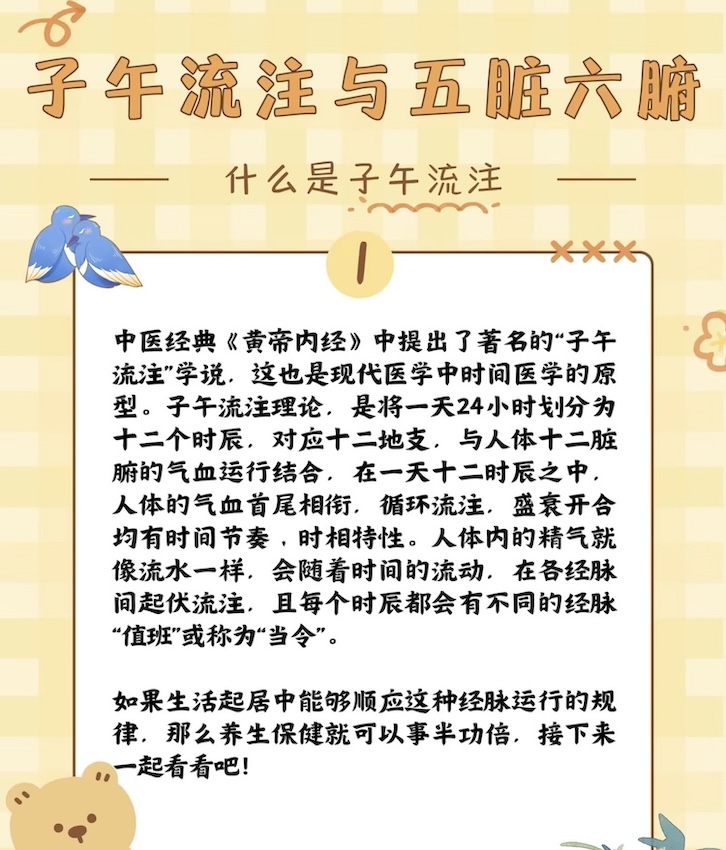 子午流注与五脏六腑
什么是子午流注
1
中医经典《黄帝内经》中提出了著名的“子午
流注”学说，这也是现代医学中时间医学的原
型。子午流注理论，是将一天24小时划分为
十二个时辰，对应十二地支，与人体十二脏
腑的气血运行结合，在一天十二时辰之中，
人体的气血首尾相衔，循环流注，盛衰开合
均有时间节奏，时相特性。人体内的精气就
像流水一样，会随着时间的流动，在各经脉
间起伏流注，且每个时辰都会有不同的经脉
“值班”或称为“当令”。
如果生活起居中能够顺应这种经脉运行的规
律，那么养生保健就可以事半功倍，接下来
一起看看吧！